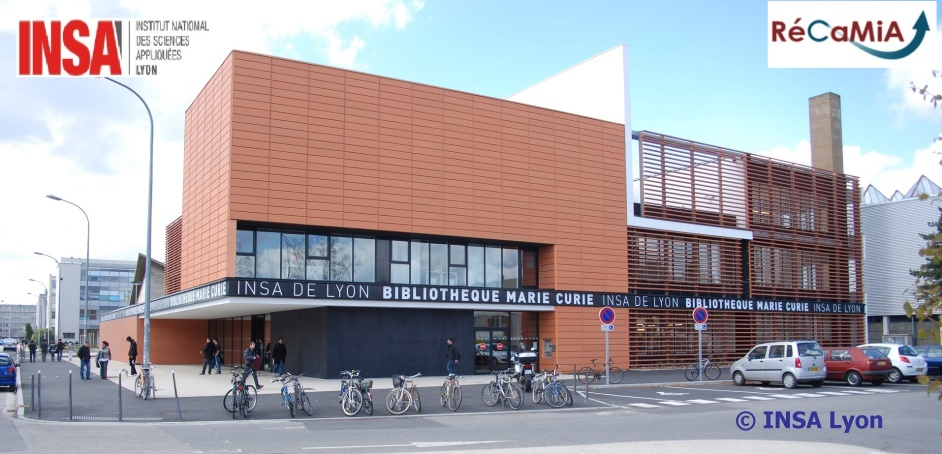 INSA
INSTITUT NATIONAL
DES SCIENCES
APPLIQUÉES
LYON
RéCaMiA
BIBLIOTHEQUE MARIE CURIE INSA DE LYON BIBLIOTHEQUE MARIE CURIE INSA DE LYON BIBLIOTHEQUE MARIE CURIE INSA DE LYON
© INSA Lyon